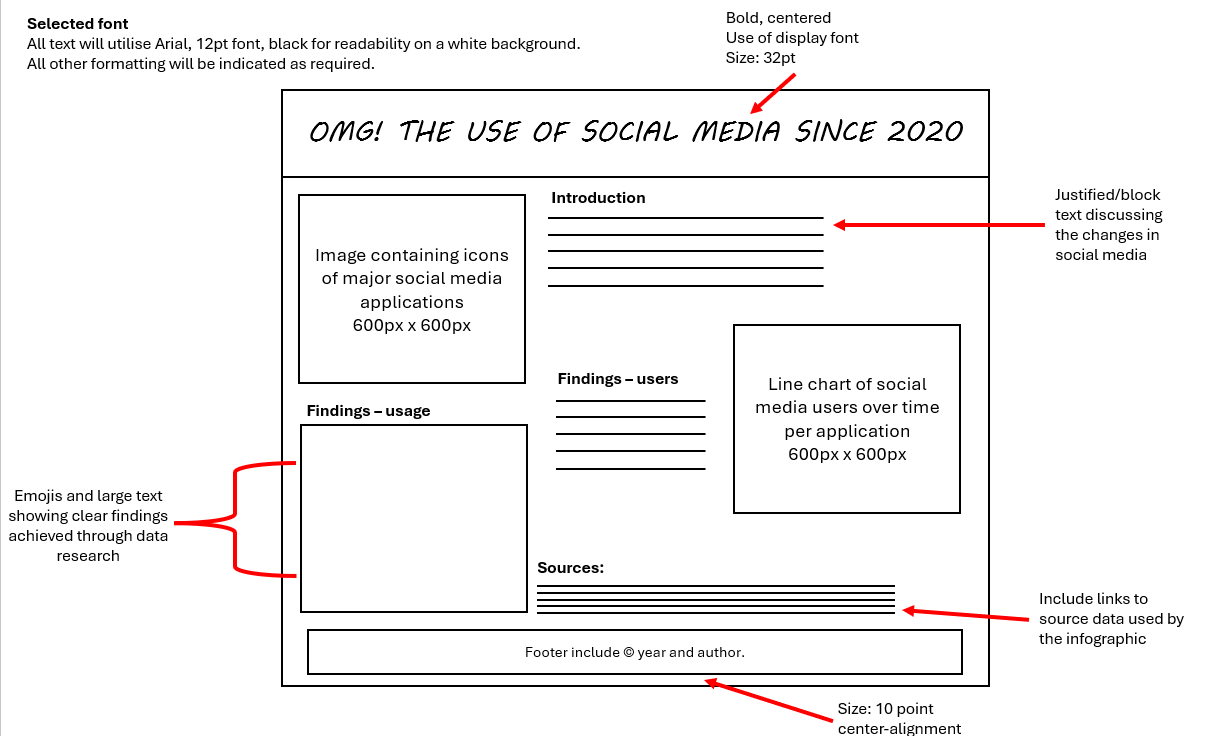 Selected font
All text will utilise Arial, 12pt font, black for readability on a white background.
All other formatting will be indicated as required.
Bold, centered
Use of display font
Size: 32pt
OMG! THE USE OF SOCIAL MEDIA SINCE 2020
Image containing icons
of major social media
applications
600px x 600px
Introduction
Justified/block
text discussing
the changes in
social media
Findings – users
Line chart of social
media users over time
per application
600px x 600px
Findings – usage
Emojis and large text
showing clear findings
achieved through data
research
Sources:
Include links to
source data used by
the infographic
Footer include © year and author.
Size: 10 point
center-alignment